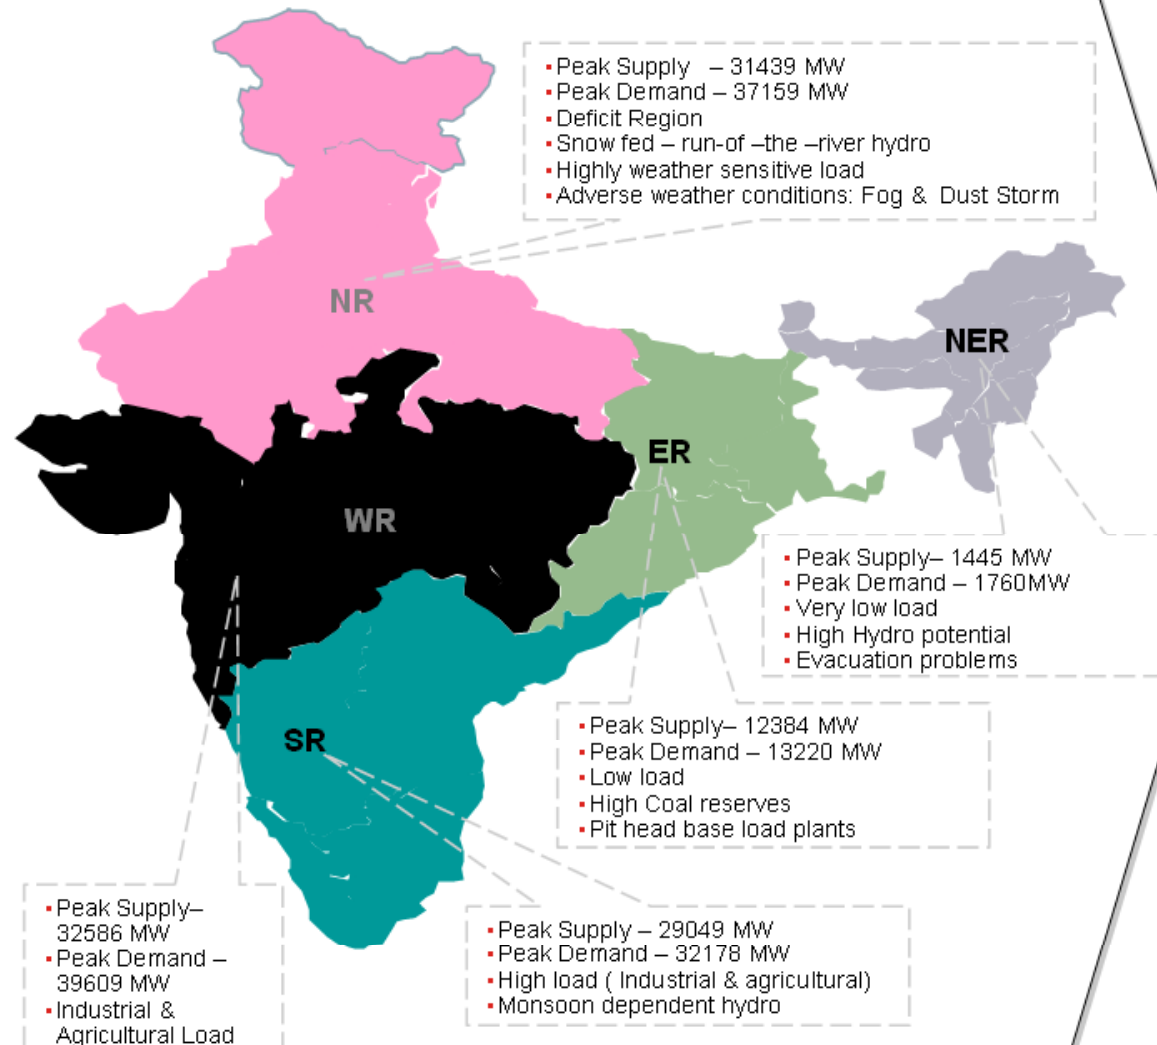 ▪Peak Supply – 31439 MW
▪Peak Demand – 37159 MW
▪Deficit Region
▪Snow fed – run-of –the –river hydro
▪Highly weather sensitive load
▪Adverse weather conditions: Fog & Dust Storm
NR
NER
ER
WR
▪Peak Supply– 1445 MW
▪Peak Demand – 1760MW
▪Very low load
▪High Hydro potential
▪Evacuation problems
SR
▪Peak Supply– 12384 MW
▪Peak Demand – 13220 MW
▪Low load
▪High Coal reserves
▪Pit head base load plants
▪Peak Supply–
32586 MW
▪Peak Demand –
39609 MW
▪Industrial &
Agricultural Load
▪Peak Supply – 29049 MW
▪Peak Demand – 32178 MW
▪High load ( Industrial & agricultural)
▪Monsoon dependent hydro